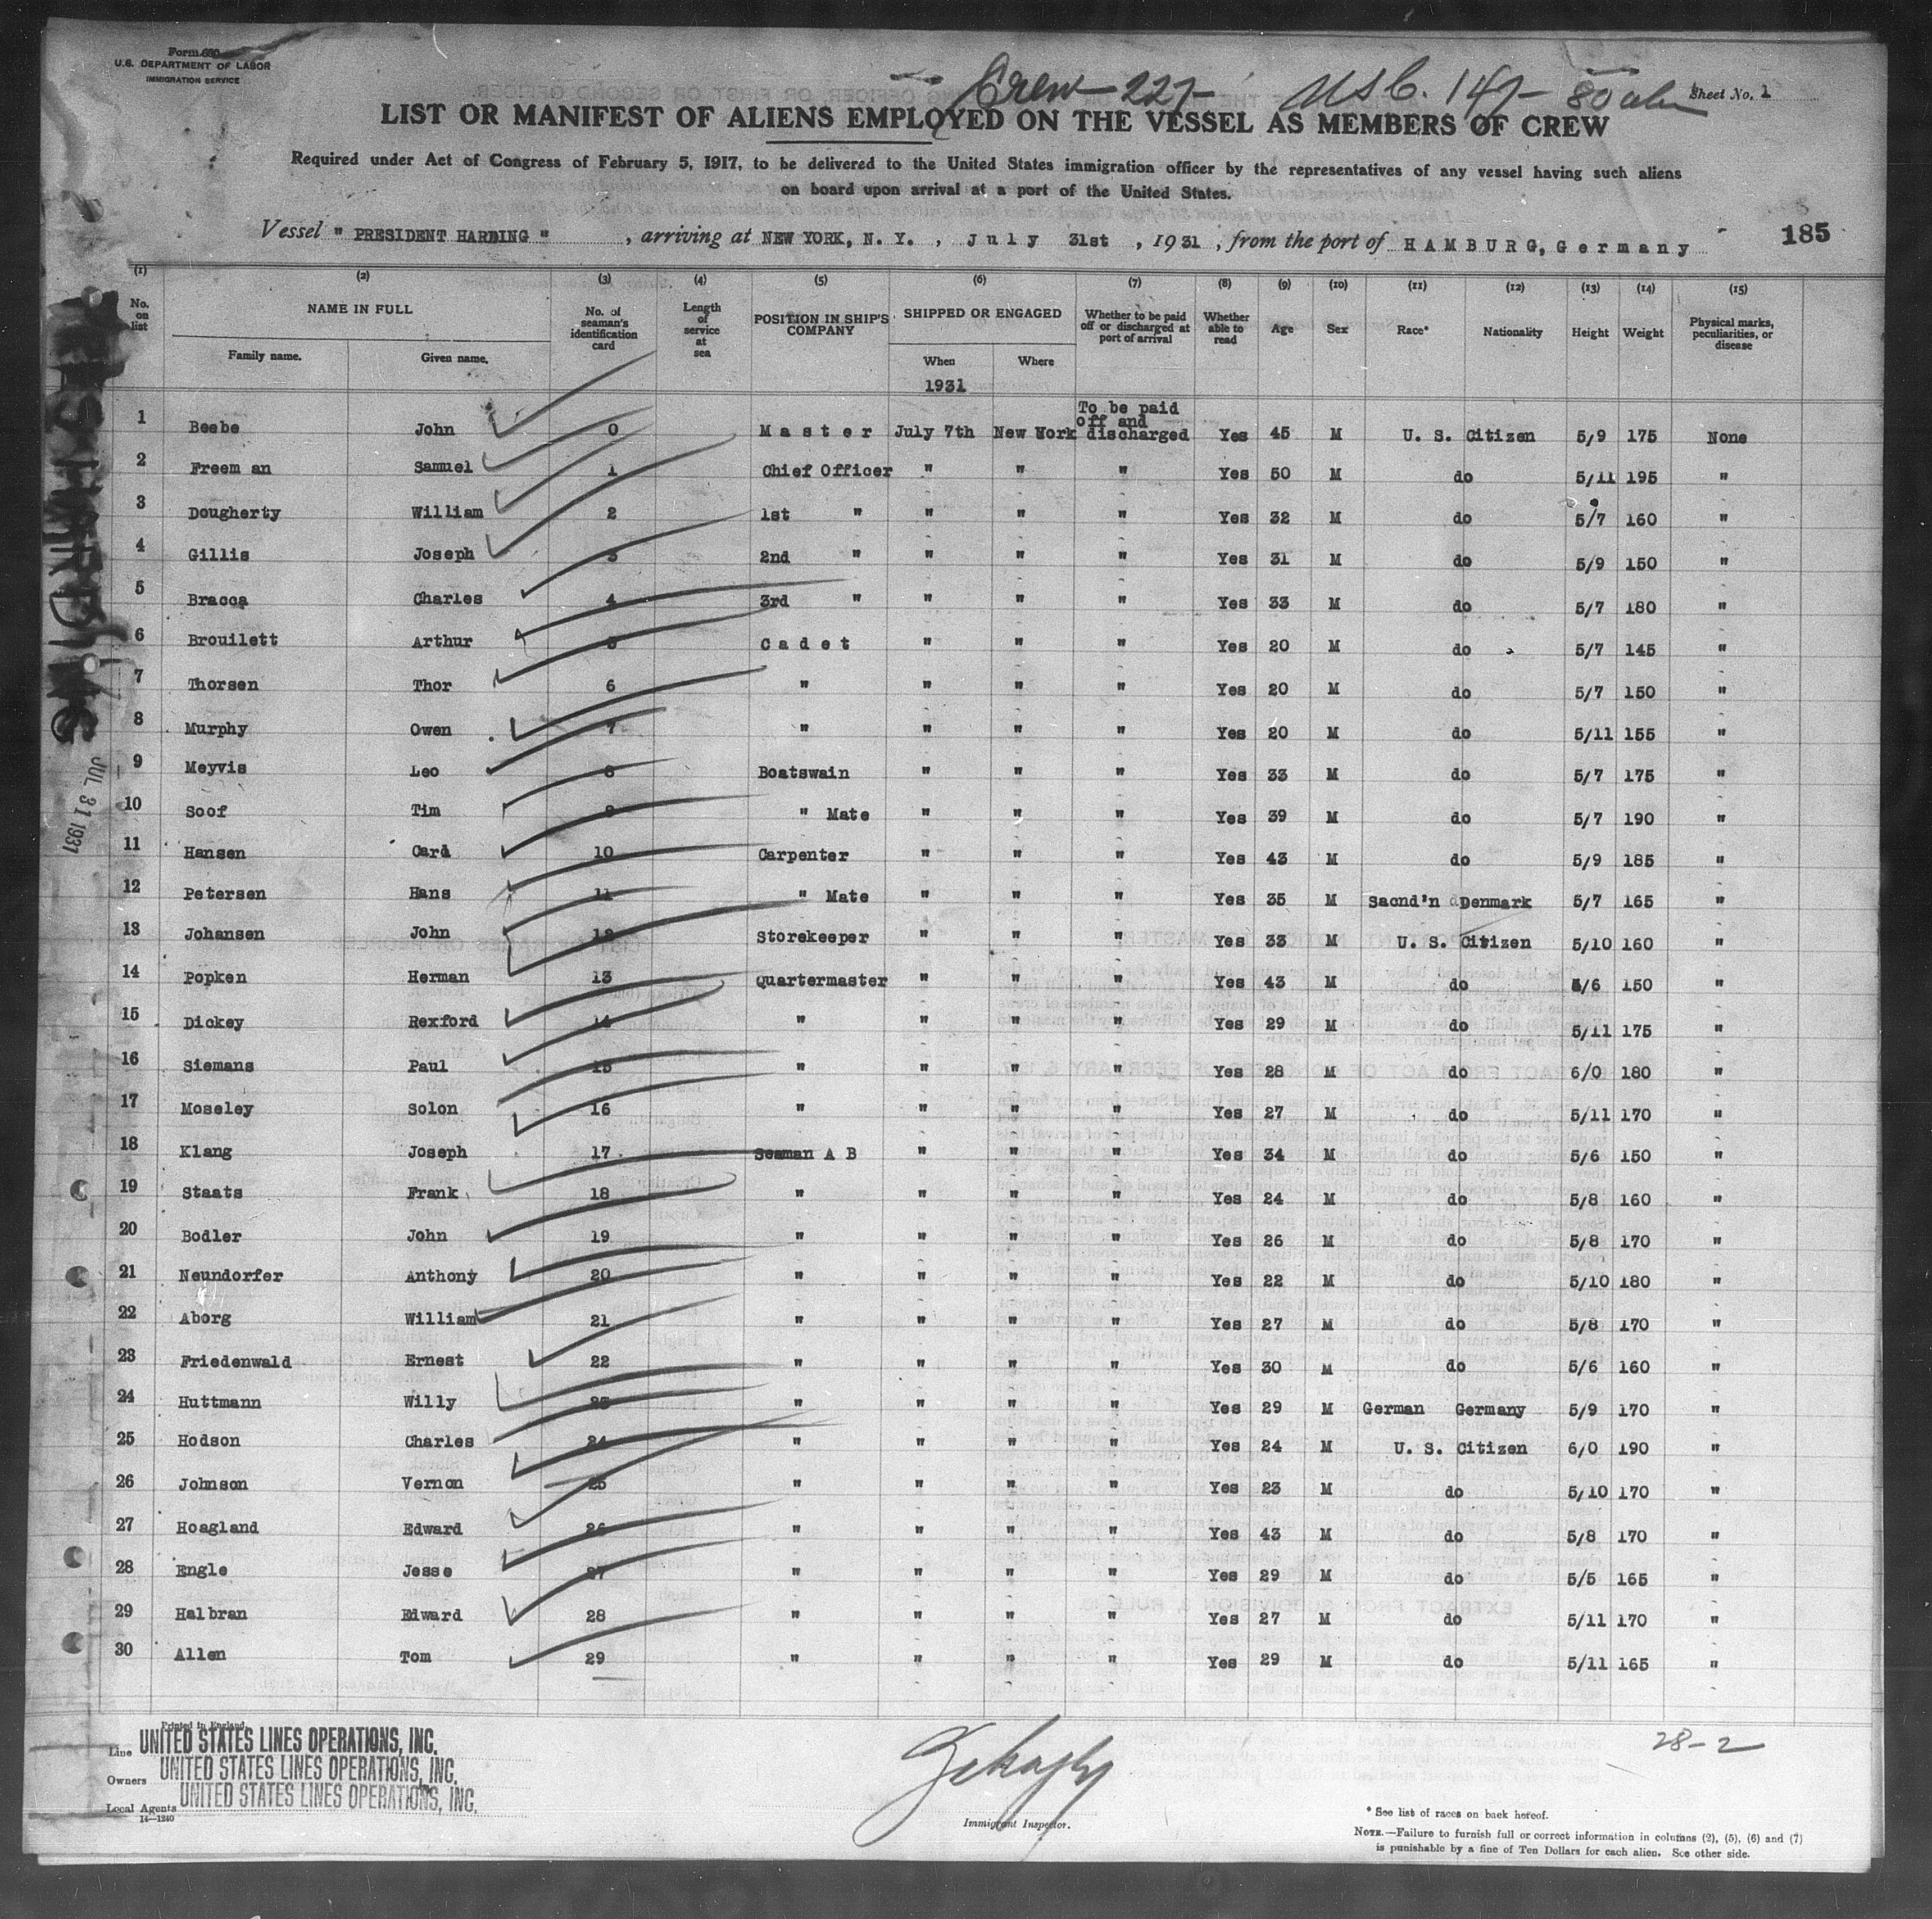 Form 680
U.S. DEPARTMENT OF LABOR
IMMIGRATION SERVICE
Crew-227- USC. 147- 80 alien
Sheet No. 1
LIST OR MANIFEST OF ALIENS EMPLOYED ON THE VESSEL AS MEMBERS OF CREW
Required under Act of Congress of February 5, 1917, to be delivered to the United States immigration officer by the representatives of any vessel having such aliens
on board upon arrival at a port of the United States.
Vessel " PRESIDENT HARDING " , arriving at NEW YORK, N. Y. , July 31st , 1931 , from the port of HAMBURG, Germany
185
(1) (2) (3) (4) (5) (6) (7) (8) (9) (10) (11) (12) (13) (14) (15)
No. on list NAME IN FULL No. of seaman's identification card Length of service at sea POSITION IN SHIP'S COMPANY SHIPPED OR ENGAGED Whether to be paid off or discharged at port of arrival Whether able to read Age Sex Race* Nationality Height Weight Physical marks, peculiarities, or disease
Family name. Given name. When Where
1931
1 Beebe John 0 Master July 7th New York To be paid off and discharged Yes 45 M U. S. Citizen 5/9 175 None
2 Freem an Samuel 1 Chief Officer " " " Yes 50 M do 5/11 195 "
3 Dougherty William 2 1st " " " " Yes 32 M do 5/7 160 "
4 Gillis Joseph 3 2nd " " " " Yes 31 M do 5/9 150 "
5 Bracca Charles 4 3rd " " " " Yes 33 M do 5/7 180 "
6 Brouilett Arthur 5 Cadet " " " Yes 20 M do 5/7 145 "
7 Thorsen Thor 6 " " " " Yes 20 M do 5/7 150 "
8 Murphy Owen 7 " " " " Yes 20 M do 5/11 155 "
9 Meyvis Leo 8 Boatswain " " " Yes 33 M do 5/7 175 "
10 Soof Tim 9 " Mate " " " Yes 39 M do 5/7 190 "
11 Hansen Card 10 Carpenter " " " Yes 43 M do 5/9 185 "
12 Petersen Hans 11 " Mate " " " Yes 35 M Sacnd'n Denmark 5/7 165 "
13 Johansen John 12 Storekeeper " " " Yes 33 M U. S. Citizen 5/10 160 "
14 Popken Herman 13 Quartermaster " " " Yes 43 M do 5/6 150 "
15 Dickey Rexford 14 " " " " Yes 29 M do 5/11 175 "
16 Siemans Paul 15 " " " " Yes 28 M do 6/0 180 "
17 Moseley Solon 16 " " " " Yes 27 M do 5/11 170 "
18 Klang Joseph 17 Seaman A B " " " Yes 34 M do 5/6 150 "
19 Staats Frank 18 " " " " Yes 24 M do 5/8 160 "
20 Bodler John 19 " " " " Yes 26 M do 5/8 170 "
21 Neundorfer Anthony 20 " " " " Yes 22 M do 5/10 180 "
22 Aborg William 21 " " " " Yes 27 M do 5/8 170 "
23 Friedenwald Ernest 22 " " " " Yes 30 M do 5/6 160 "
24 Huttmann Willy 23 " " " " Yes 29 M German Germany 5/9 170 "
25 Hodson Charles 24 " " " " Yes 24 M U. S. Citizen 6/0 190 "
26 Johnson Vernon 25 " " " " Yes 23 M do 5/10 170 "
27 Hoagland Edward 26 " " " " Yes 43 M do 5/8 170 "
28 Engle Jesse 27 " " " " Yes 29 M do 5/5 165 "
29 Halbran Edward 28 " " " " Yes 27 M do 5/11 170 "
30 Allen Tom 29 " " " " Yes 29 M do 5/11 165 "
JUL 31 1931
Printed in England
Line UNITED STATES LINES OPERATIONS, INC.
Owners UNITED STATES LINES OPERATIONS, INC.
Local Agents UNITED STATES LINES OPERATIONS, INC.
14—1240
Immigrant Inspector.
28-2
* See list of races on back hereof.
NOTE.—Failure to furnish full or correct information in columns (2), (5), (6) and (7)
is punishable by a fine of Ten Dollars for each alien. See other side.